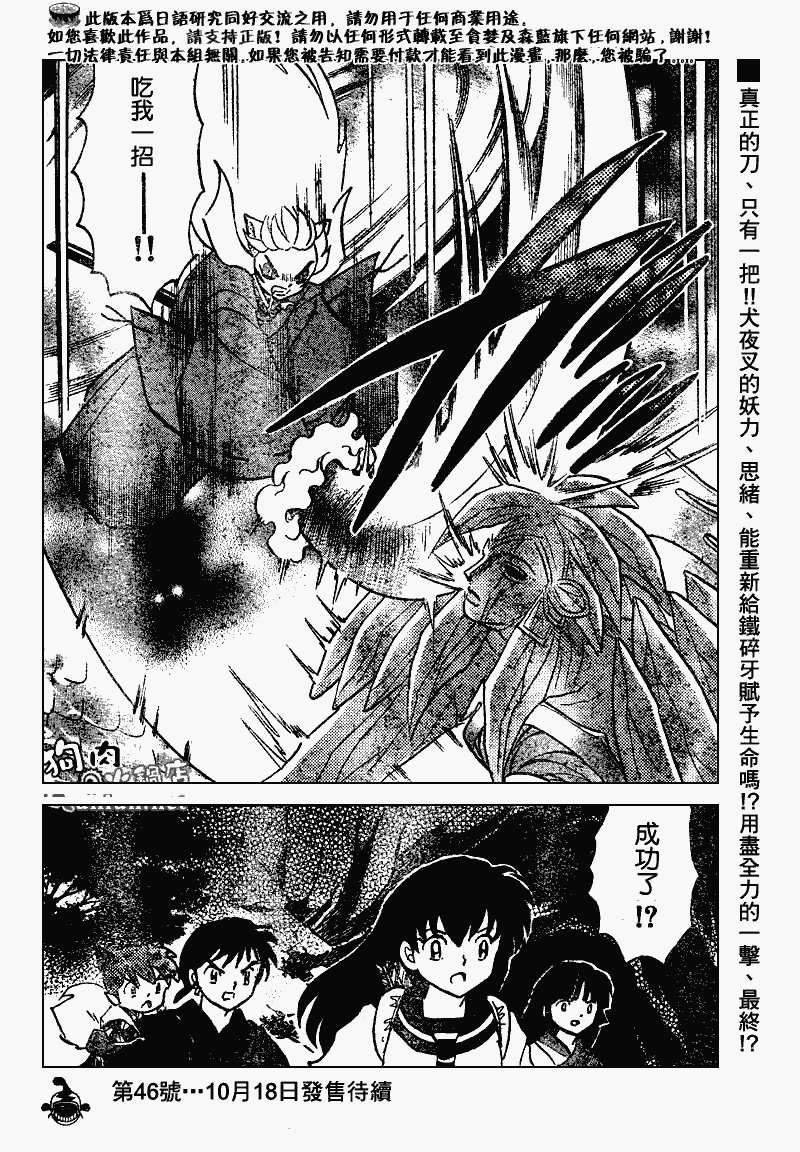 此版本爲日語研究同好交流之用，請勿用于任何商業用途。
如您喜歡此作品，請支持正版！請勿以任何形式轉載至貪婪及森藍旗下任何網站，謝謝！
一切法律責任與本組無關，如果您被告知需要付款才能看到此漫畫，那麼，您被騙了...
■真正的刀、只有一把!!犬夜叉的妖力、思緒、能重新給鐵碎牙賦予生命嗎!?用盡全力的一擊、最終!?
吃我一招——!!
狗肉
成功了!?
第46號…10月18日發售待續